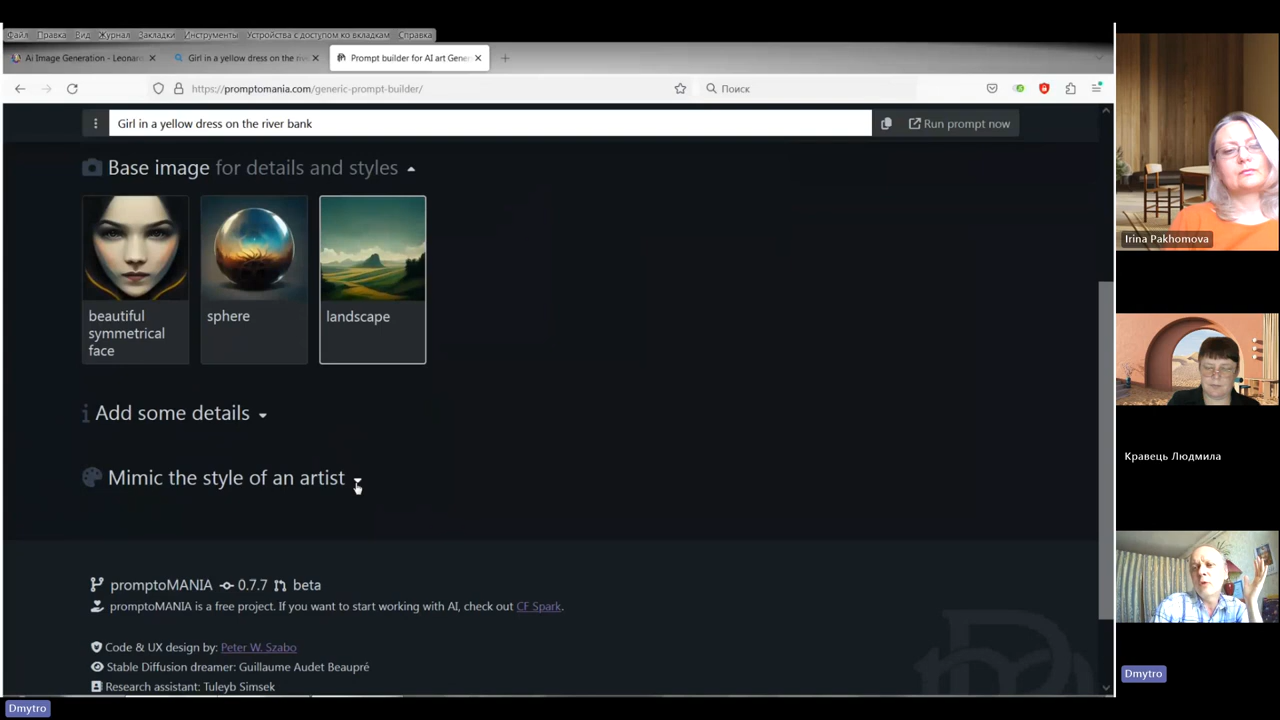 Файл Правка Вид Журнал Закладки Инструменты Устройства с доступом ко вкладкам Справка
Ai Image Generation - Leonar
Girl in a yellow dress on the rive
Prompt builder for AI art Gene
https://promptomania.com/generic-prompt-builder/
Поиск
Girl in a yellow dress on the river bank
Run prompt now
Base image for details and styles
beautiful
symmetrical
face
sphere
landscape
Add some details
Mimic the style of an artist
promptoMANIA 0.7.7 beta
promptoMANIA is a free project. If you want to start working with AI, check out CF Spark.
Code & UX design by: Peter W. Szabo
Stable Diffusion dreamer: Guillaume Audet Beaupré
Research assistant: Tuleyb Simsek
Dmytro
Irina Pakhomova
Кравець Людмила
Dmytro